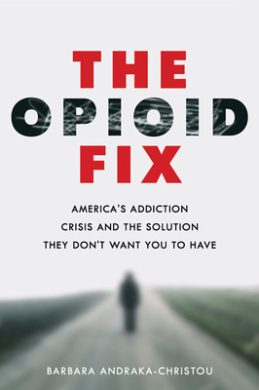 THE
OPIOID
FIX
AMERICA'S ADDICTION
CRISIS AND THE SOLUTION
THEY DON'T WANT YOU TO HAVE
BARBARA ANDRAKA-CHRISTOU